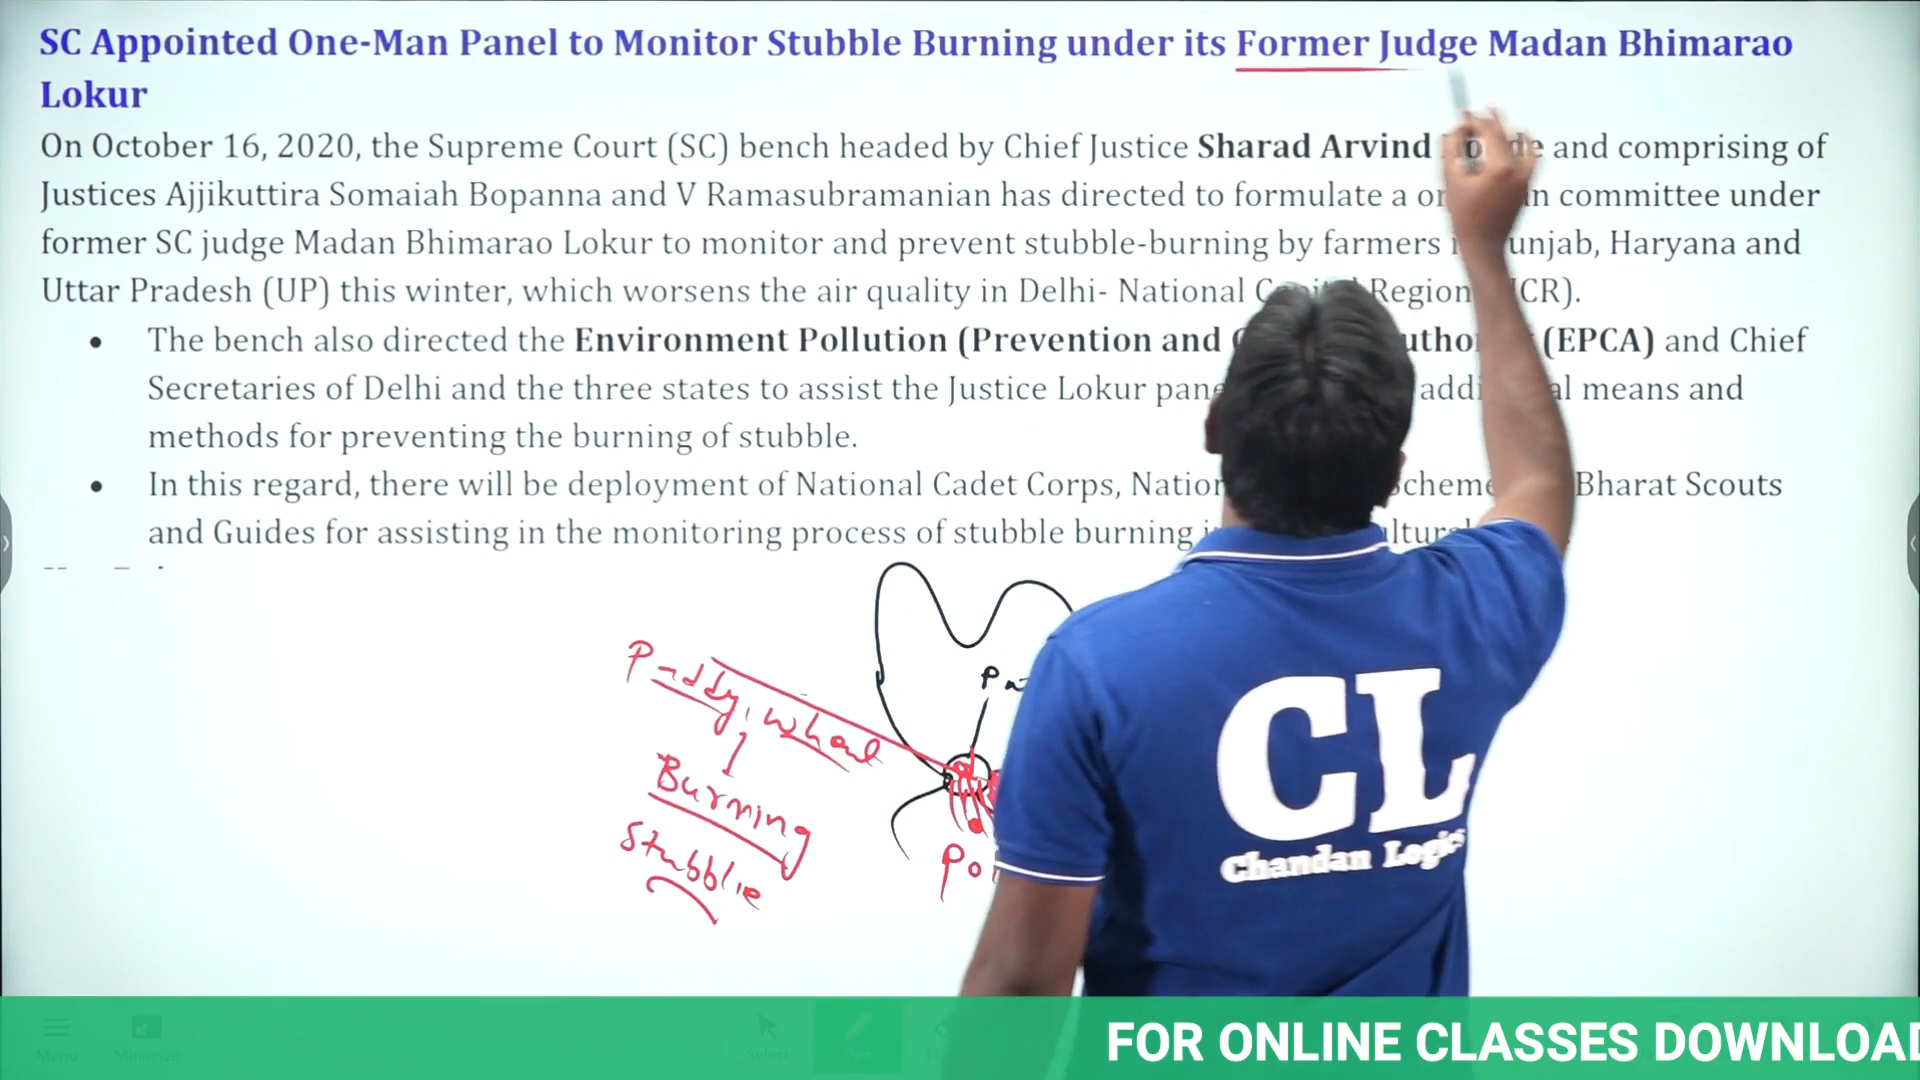 SC Appointed One-Man Panel to Monitor Stubble Burning under its Former Judge Madan Bhimarao
Lokur
On October 16, 2020, the Supreme Court (SC) bench headed by Chief Justice Sharad Arvind and comprising of
Justices Ajjikuttira Somaiah Bopanna and V Ramasubramanian has directed to formulate a committee under
former SC judge Madan Bhimarao Lokur to monitor and prevent stubble-burning by farmers Haryana and
Uttar Pradesh (UP) this winter, which worsens the air quality in Delhi- National Region
• The bench also directed the Environment Pollution (Prevention and (EPCA) and Chief
Secretaries of Delhi and the three states to assist the Justice Lokur means and
methods for preventing the burning of stubble.
• In this regard, there will be deployment of National Cadet Corps, Bharat Scouts
and Guides for assisting in the monitoring process of stubble burning
Paddy,
Burning
Stubblie
CL
Chandan Logics
Menu Minimize Select Pen
FOR ONLINE CLASSES DOWNLOAD